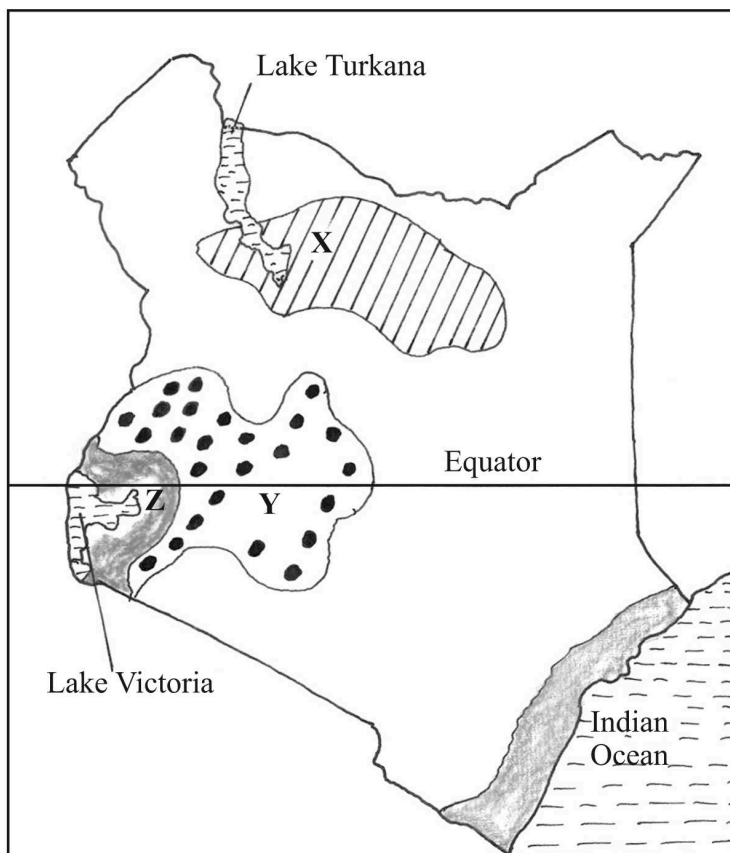 Lake Turkana
X
Equator
Z
Y
Lake Victoria
Indian
Ocean